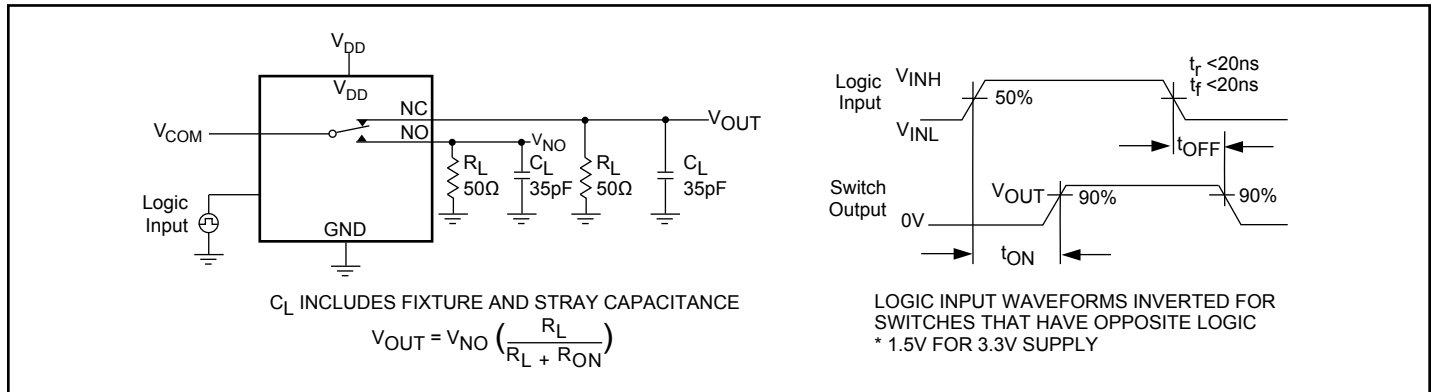 VDD
VDD
NC
VCOM
NO
VOUT
VNO
RL
50Ω
CL
35pF
RL
50Ω
CL
35pF
Logic
Input
GND
CL INCLUDES FIXTURE AND STRAY CAPACITANCE
VOUT = VNO (RL / RL + RON)
Logic
Input
VINH
VINL
50%
tr <20ns
tf <20ns
tOFF
Switch
Output
VOUT
0V
90%
90%
tON
LOGIC INPUT WAVEFORMS INVERTED FOR
SWITCHES THAT HAVE OPPOSITE LOGIC
* 1.5V FOR 3.3V SUPPLY